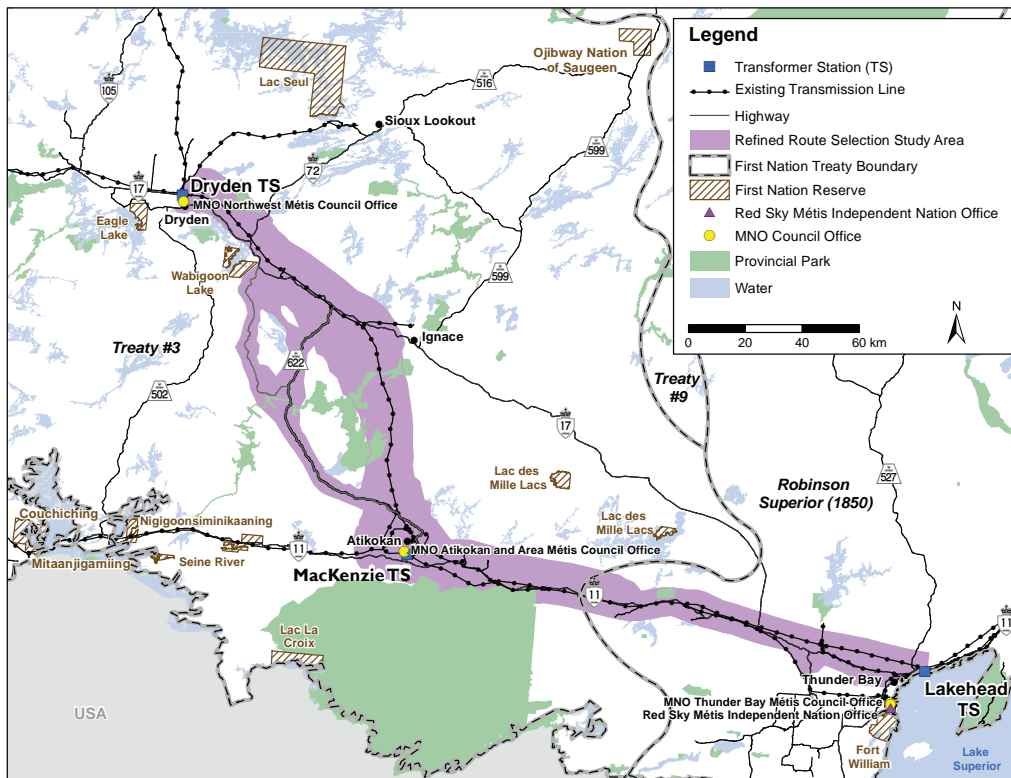 Legend
Transformer Station (TS)
Existing Transmission Line
Highway
Refined Route Selection Study Area
First Nation Treaty Boundary
First Nation Reserve
Red Sky Métis Independent Nation Office
MNO Council Office
Provincial Park
Water
N
0 20 40 60 km
Ojibway Nation
of Saugeen
Lac Seul
105
516
Sioux Lookout
599
72
17
Dryden TS
MNO Northwest Métis Council Office
Dryden
Eagle
Lake
Wabigoon
Lake
599
Ignace
Treaty #3
622
502
Treaty
#9
17
527
Robinson
Superior (1850)
Lac des
Mille Lacs
Lac des
Mille Lacs
Couchiching
Nigigoonsiminikaaning
Atikokan
MNO Atikokan and Area Métis Council Office
11
Mitaanjigamiing
Seine River
MacKenzie TS
11
11
Lac La
Croix
Thunder Bay
MNO Thunder Bay Métis Council Office
Red Sky Métis Independent Nation Office
Lakehead
TS
USA
Fort
William
Lake
Superior